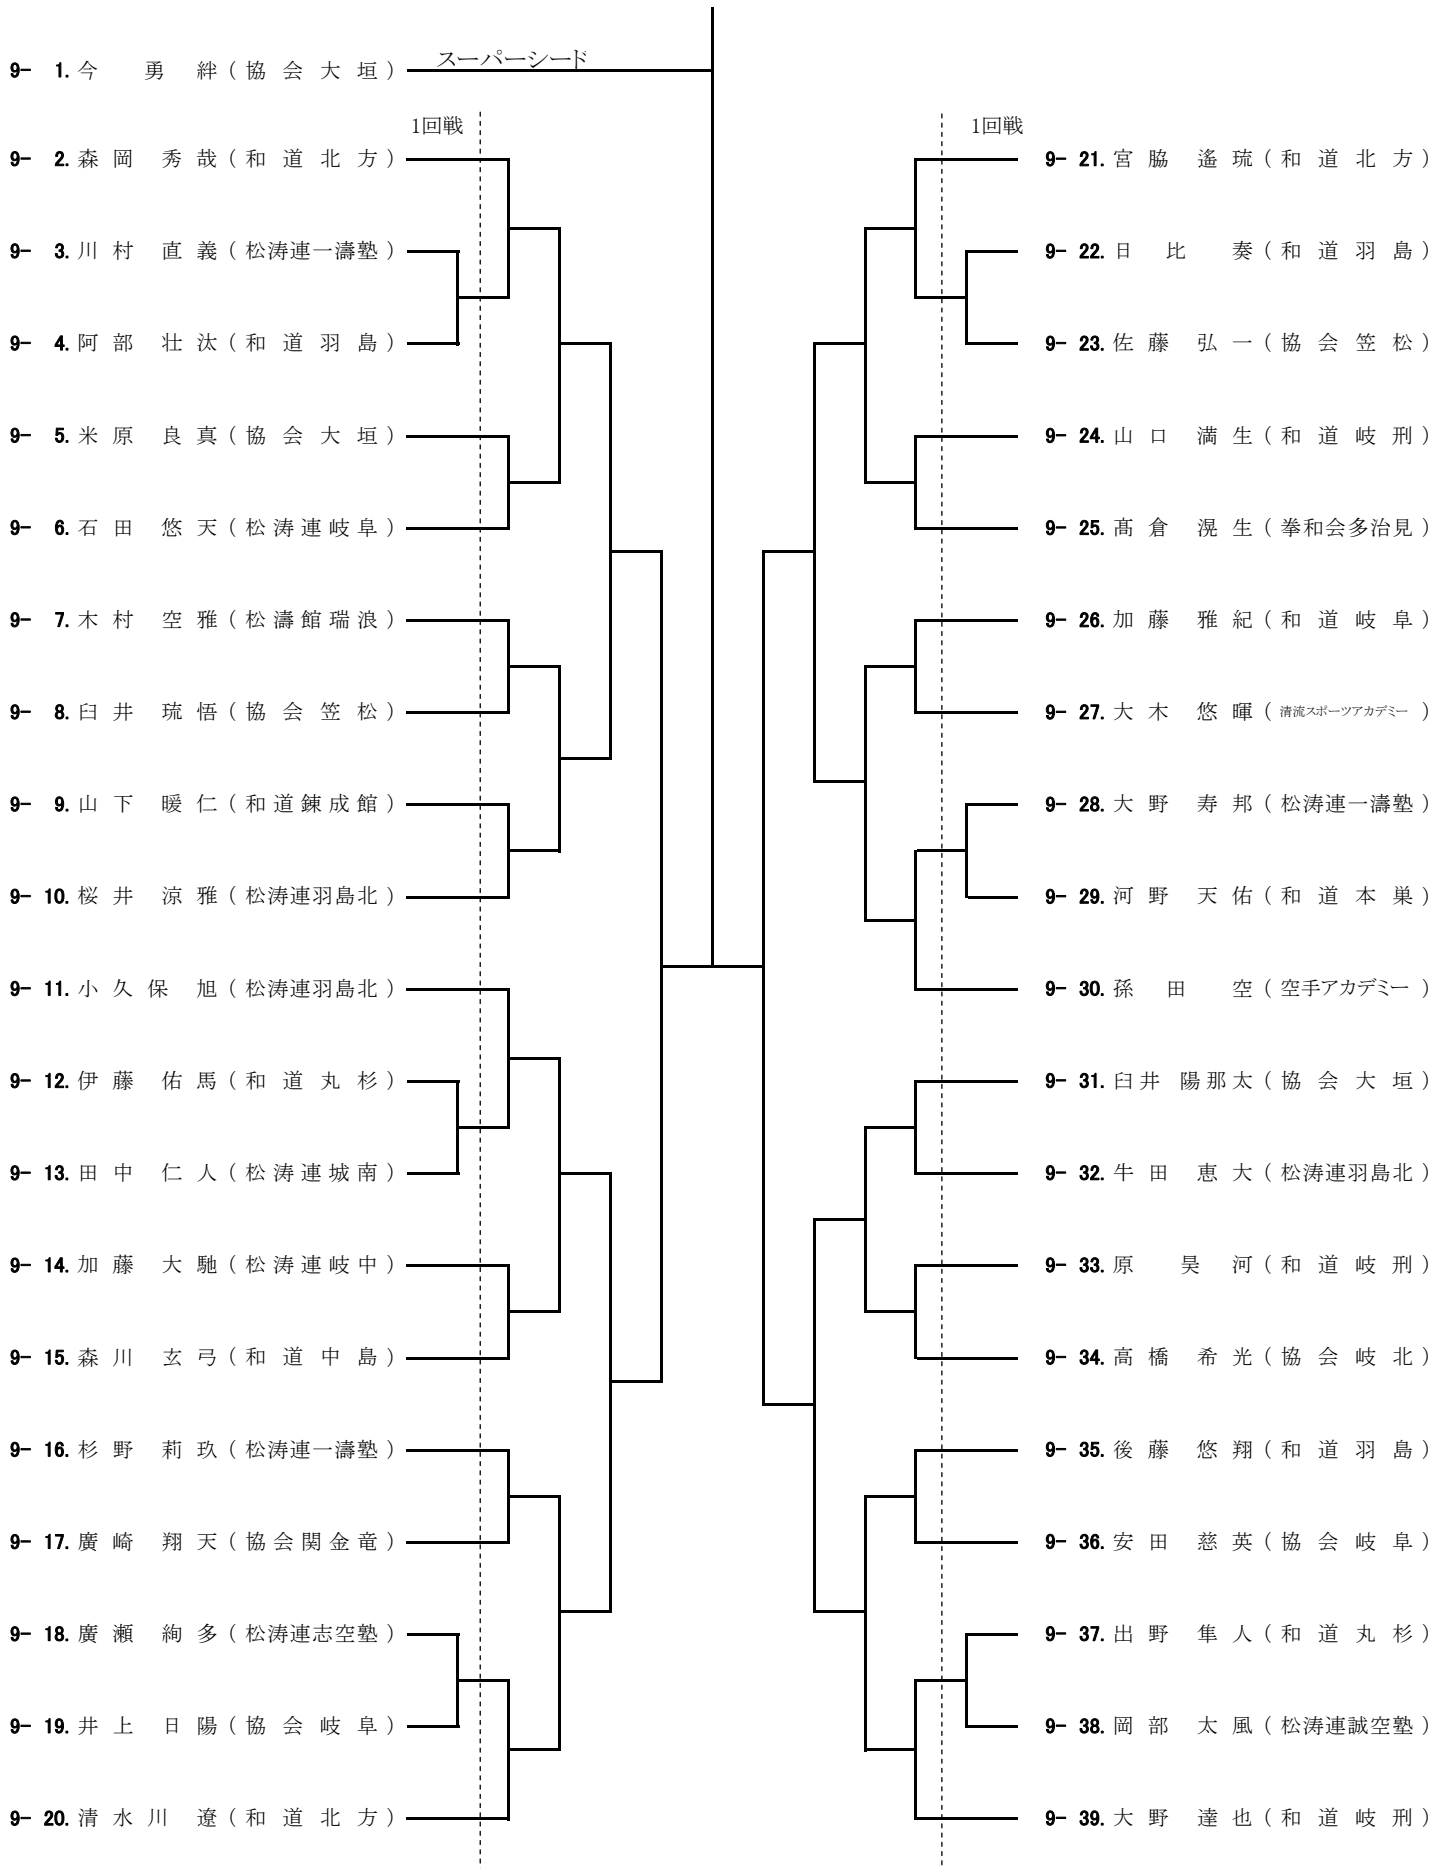 スーパーシード
9- 1. 今 勇 絆 ( 協 会 大 垣 )
1回戦
9- 2. 森 岡 秀 哉 ( 和 道 北 方 )
9- 3. 川 村 直 義 ( 松涛連一濤塾 )
9- 4. 阿 部 壮 汰 ( 和 道 羽 島 )
9- 5. 米 原 良 真 ( 協 会 大 垣 )
9- 6. 石 田 悠 天 ( 松 涛 連 岐 阜 )
9- 7. 木 村 空 雅 ( 松 濤 館 瑞 浪 )
9- 8. 臼 井 琉 悟 ( 協 会 笠 松 )
9- 9. 山 下 暖 仁 ( 和 道 錬 成 館 )
9- 10. 桜 井 涼 雅 ( 松涛連羽島北 )
9- 11. 小 久 保 旭 ( 松涛連羽島北 )
9- 12. 伊 藤 佑 馬 ( 和 道 丸 杉 )
9- 13. 田 中 仁 人 ( 松 涛 連 城 南 )
9- 14. 加 藤 大 馳 ( 松 涛 連 岐 中 )
9- 15. 森 川 玄 弓 ( 和 道 中 島 )
9- 16. 杉 野 莉 玖 ( 松涛連一濤塾 )
9- 17. 廣 崎 翔 天 ( 協 会 関 金 竜 )
9- 18. 廣 瀬 絢 多 ( 松涛連志空塾 )
9- 19. 井 上 日 陽 ( 協 会 岐 阜 )
9- 20. 清 水 川 遼 ( 和 道 北 方 )
1回戦
9- 21. 宮 脇 遙 琉 ( 和 道 北 方 )
9- 22. 日 比 奏 ( 和 道 羽 島 )
9- 23. 佐 藤 弘 一 ( 協 会 笠 松 )
9- 24. 山 口 満 生 ( 和 道 岐 刑 )
9- 25. 髙 倉 滉 生 ( 拳和会多治見 )
9- 26. 加 藤 雅 紀 ( 和 道 岐 阜 )
9- 27. 大 木 悠 暉 ( 清流スポーツアカデミー )
9- 28. 大 野 寿 邦 ( 松涛連一濤塾 )
9- 29. 河 野 天 佑 ( 和 道 本 巣 )
9- 30. 孫 田 空 ( 空手アカデミー )
9- 31. 臼 井 陽 那 太 ( 協 会 大 垣 )
9- 32. 牛 田 恵 大 ( 松涛連羽島北 )
9- 33. 原 昊 河 ( 和 道 岐 刑 )
9- 34. 高 橋 希 光 ( 協 会 岐 北 )
9- 35. 後 藤 悠 翔 ( 和 道 羽 島 )
9- 36. 安 田 慈 英 ( 協 会 岐 阜 )
9- 37. 出 野 隼 人 ( 和 道 丸 杉 )
9- 38. 岡 部 太 風 ( 松涛連誠空塾 )
9- 39. 大 野 達 也 ( 和 道 岐 刑 )